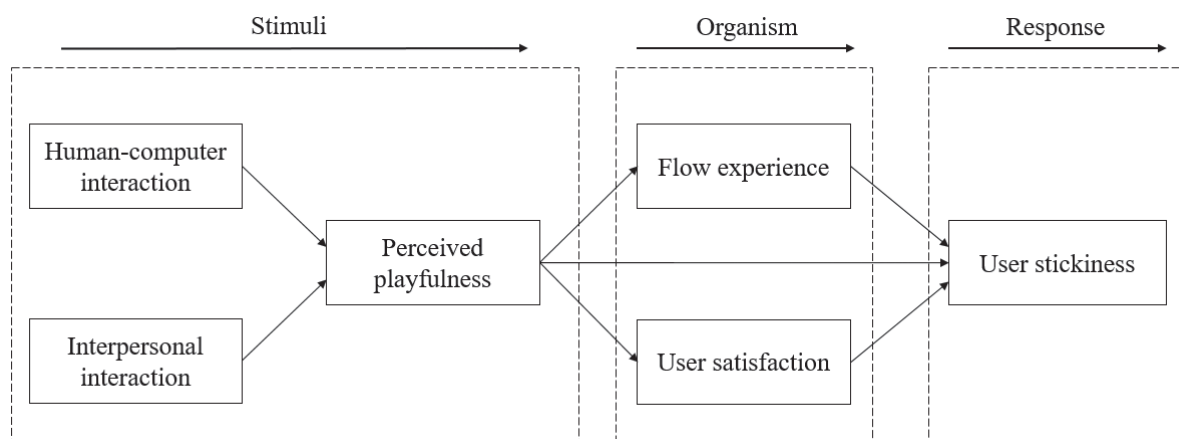 Stimuli
Organism
Response
Human-computer
interaction
Flow experience
Perceived
playfulness
User stickiness
Interpersonal
interaction
User satisfaction